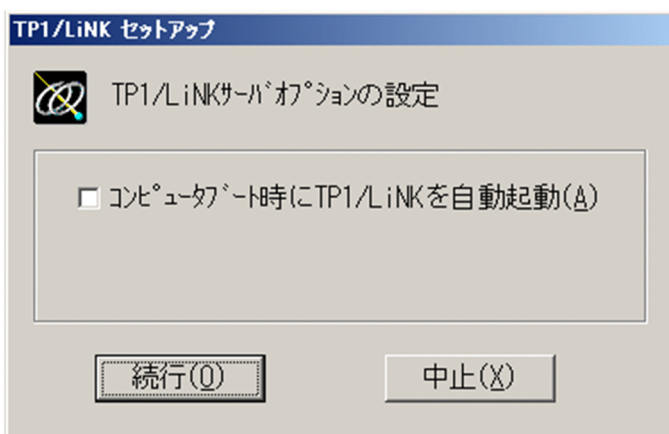 TP1/LiNK セットアップ
TP1/LiNKサーバオプションの設定
コンピュータブート時にTP1/LiNKを自動起動(A)
続行(O)
中止(X)